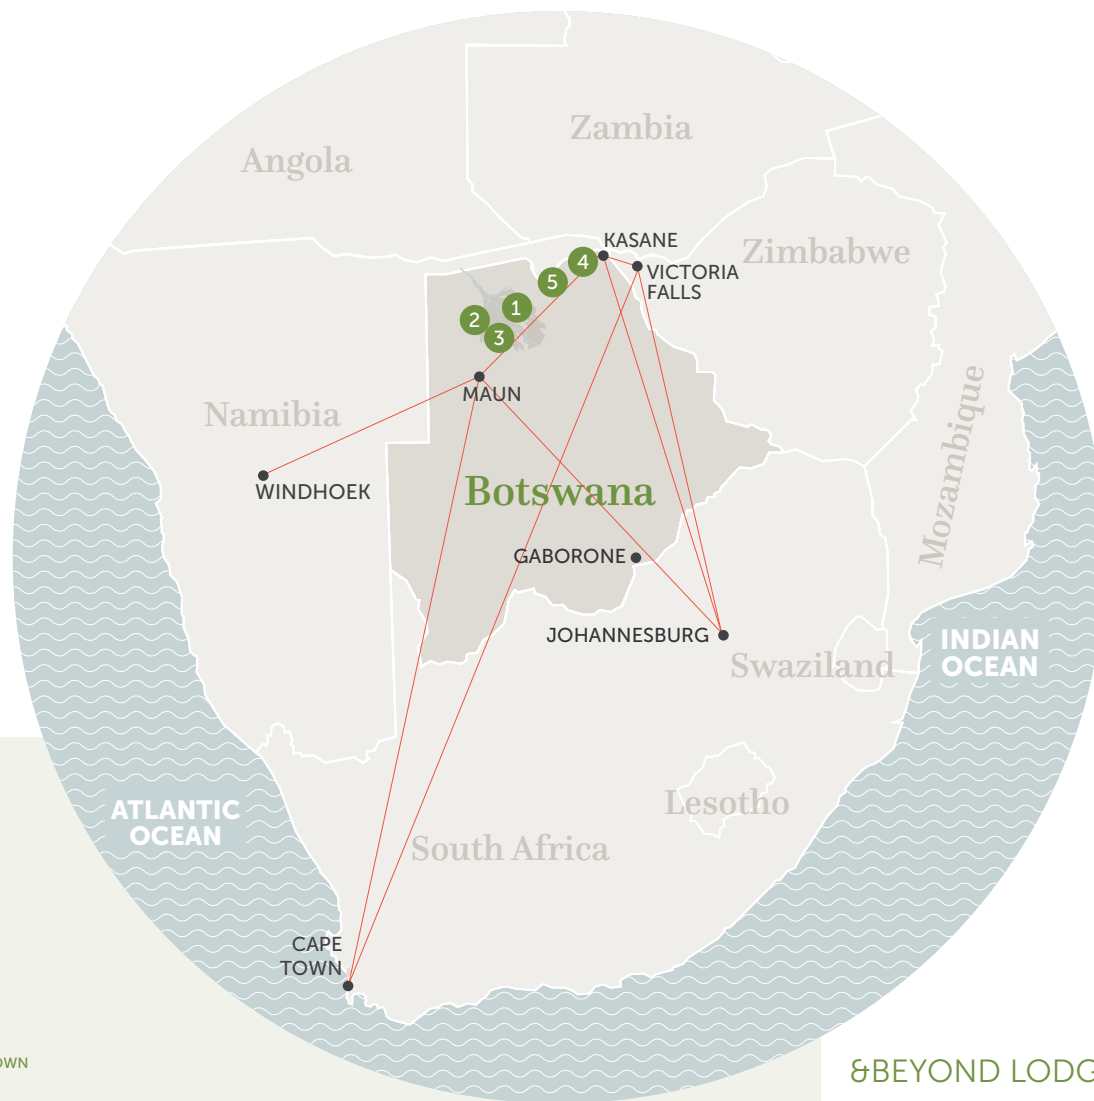 Zambia
Angola
KASANE
Zimbabwe
4
VICTORIA
FALLS
5
1
2
3
MAUN
Namibia
Mozambique
WINDHOEK
Botswana
GABORONE
JOHANNESBURG
Swaziland
INDIAN
OCEAN
ATLANTIC
OCEAN
Lesotho
South Africa
CAPE
TOWN
&BEYOND